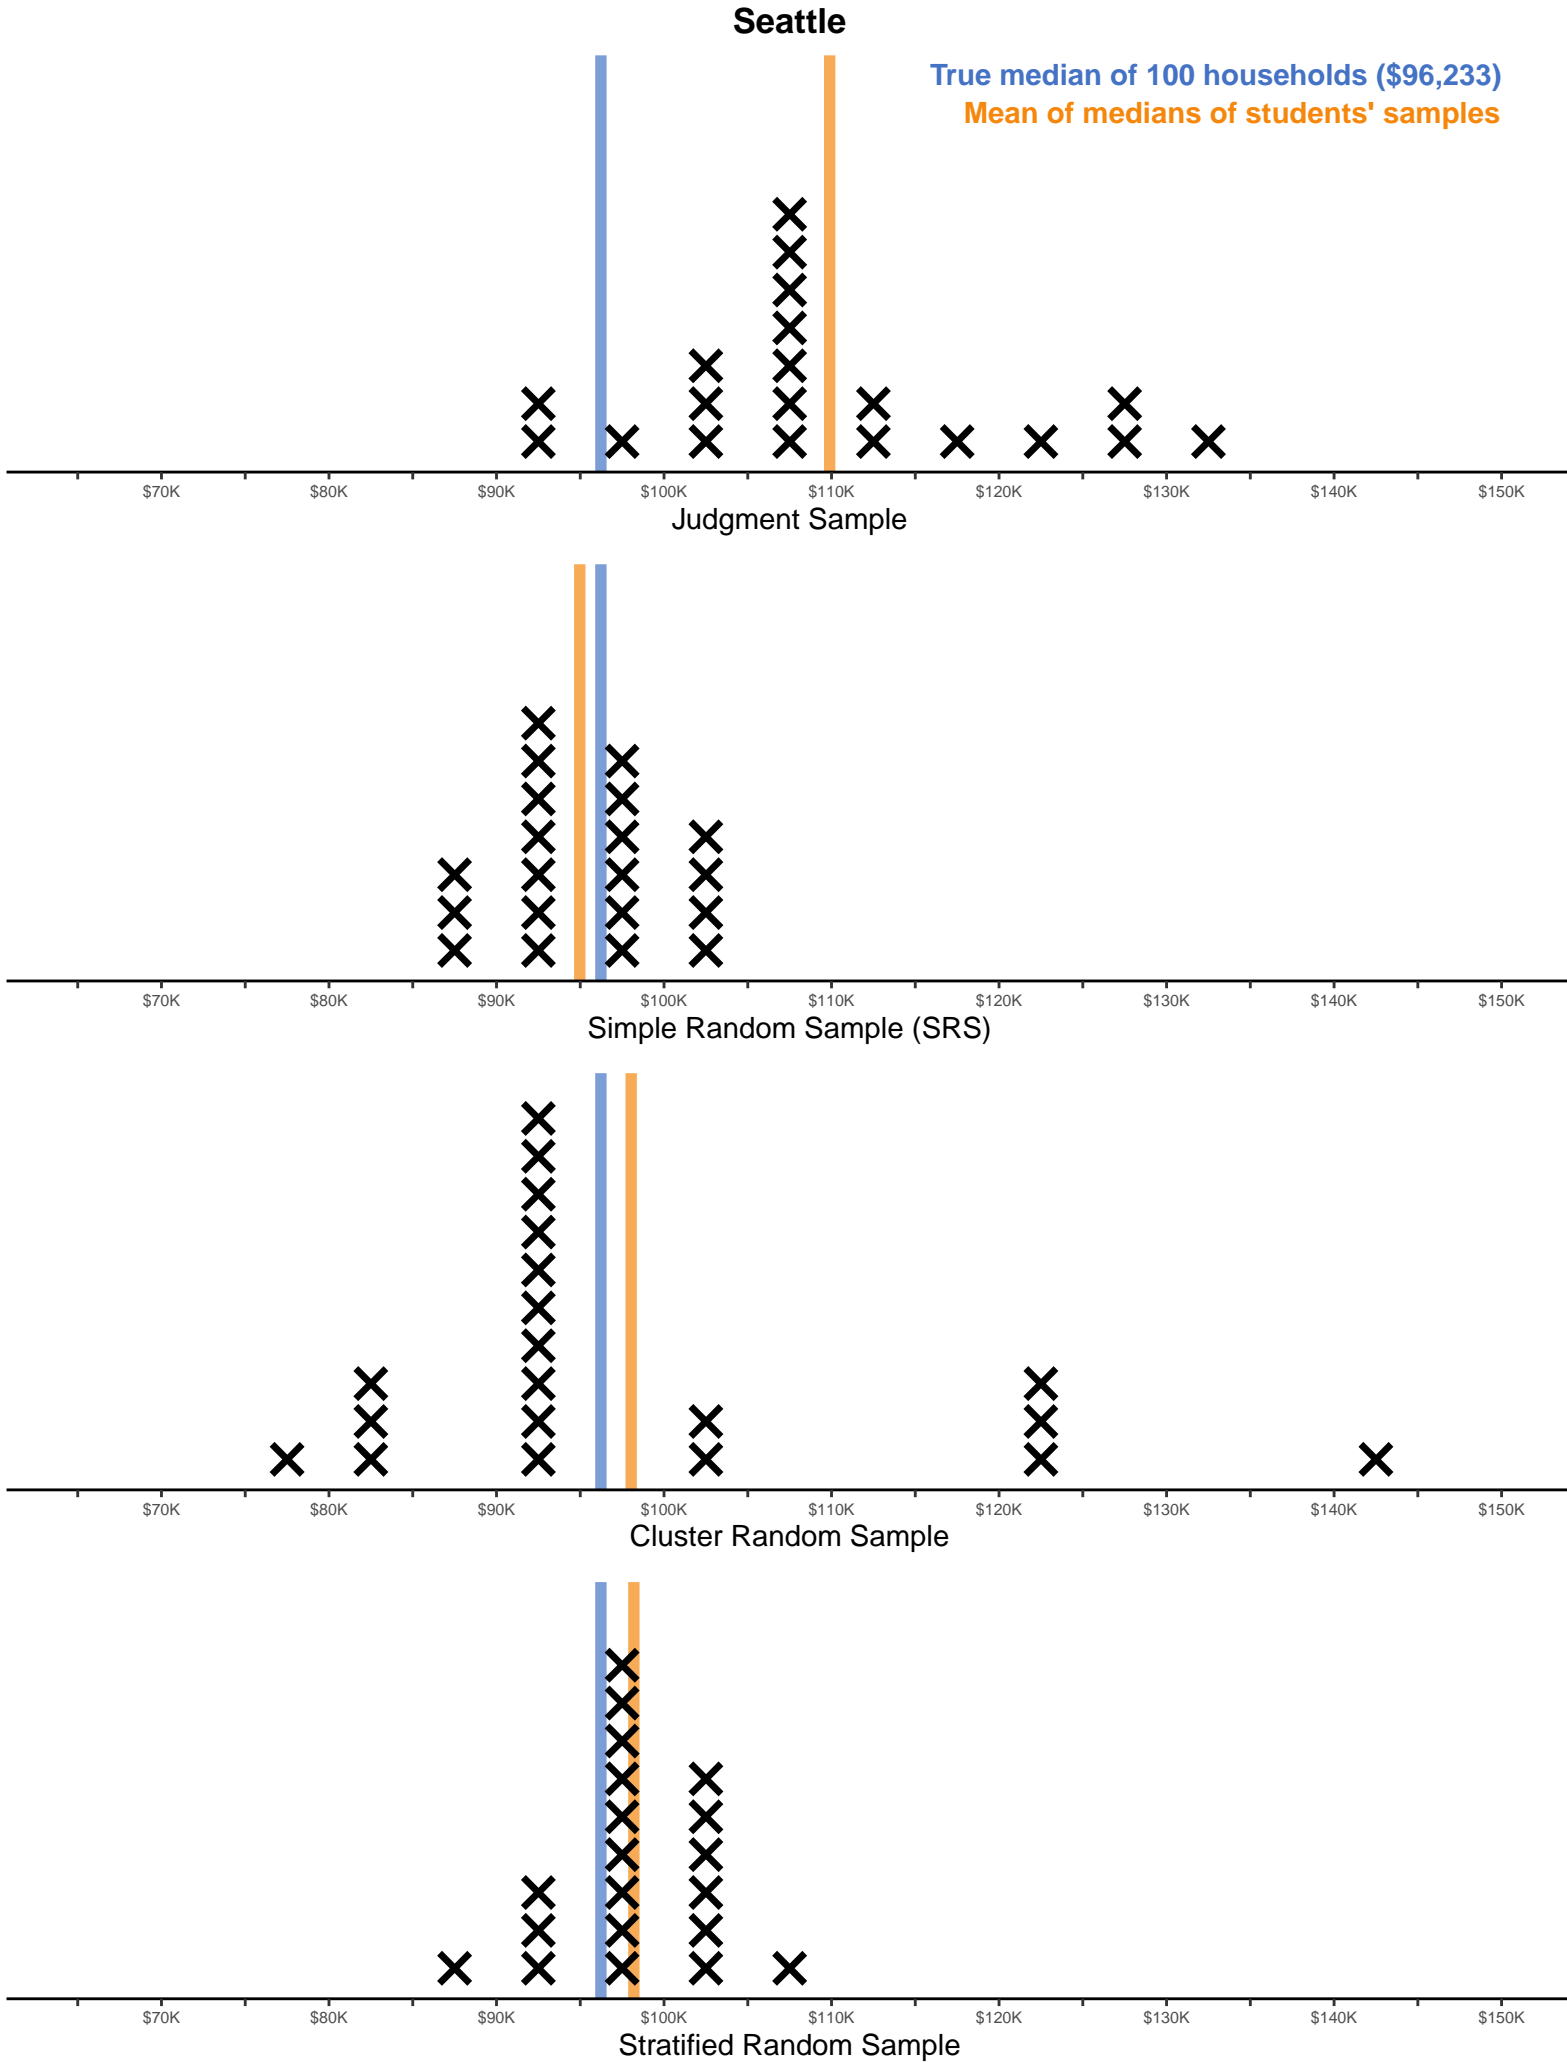 Seattle
True median of 100 households ($96,233)
Mean of medians of students' samples
$70K $80K $90K $100K $110K $120K $130K $140K $150K
Judgment Sample
$70K $80K $90K $100K $110K $120K $130K $140K $150K
Simple Random Sample (SRS)
$70K $80K $90K $100K $110K $120K $130K $140K $150K
Cluster Random Sample
$70K $80K $90K $100K $110K $120K $130K $140K $150K
Stratified Random Sample